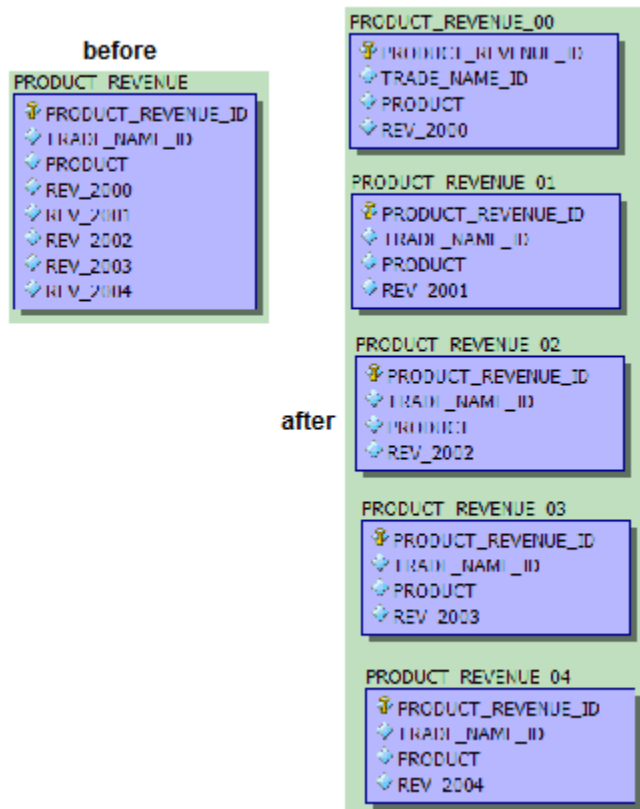 before
PRODUCT_REVENUE
PRODUCT_REVENUE_ID
TRADE_NAME_ID
PRODUCT
REV_2000
REV_2001
REV_2002
REV_2003
REV_2004
after
PRODUCT_REVENUE_00
PRODUCT_REVENUE_ID
TRADE_NAME_ID
PRODUCT
REV_2000
PRODUCT_REVENUE_01
PRODUCT_REVENUE_ID
TRADE_NAME_ID
PRODUCT
REV_2001
PRODUCT_REVENUE_02
PRODUCT_REVENUE_ID
TRADE_NAME_ID
PRODUCT
REV_2002
PRODUCT_REVENUE_03
PRODUCT_REVENUE_ID
TRADE_NAME_ID
PRODUCT
REV_2003
PRODUCT_REVENUE_04
PRODUCT_REVENUE_ID
TRADE_NAME_ID
PRODUCT
REV_2004